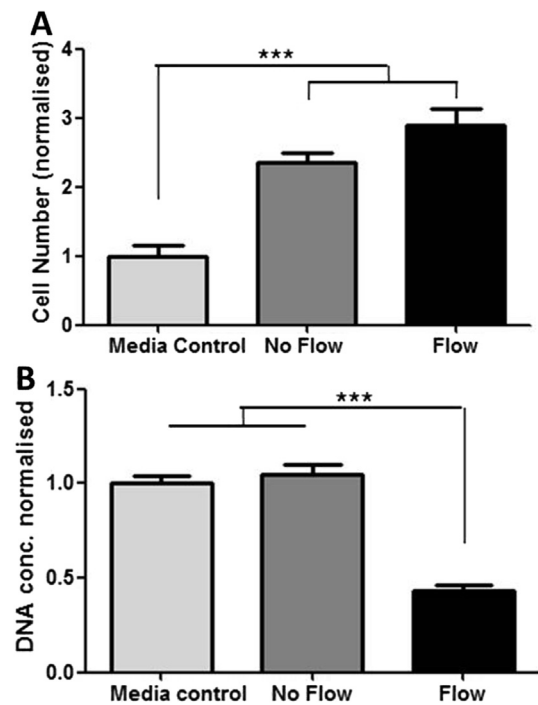 A
Cell Number (normalised)
4
3
2
1
0
***
Media Control No Flow Flow
B
DNA conc. normalised
1.5
1.0
0.5
0.0
***
Media control No Flow Flow